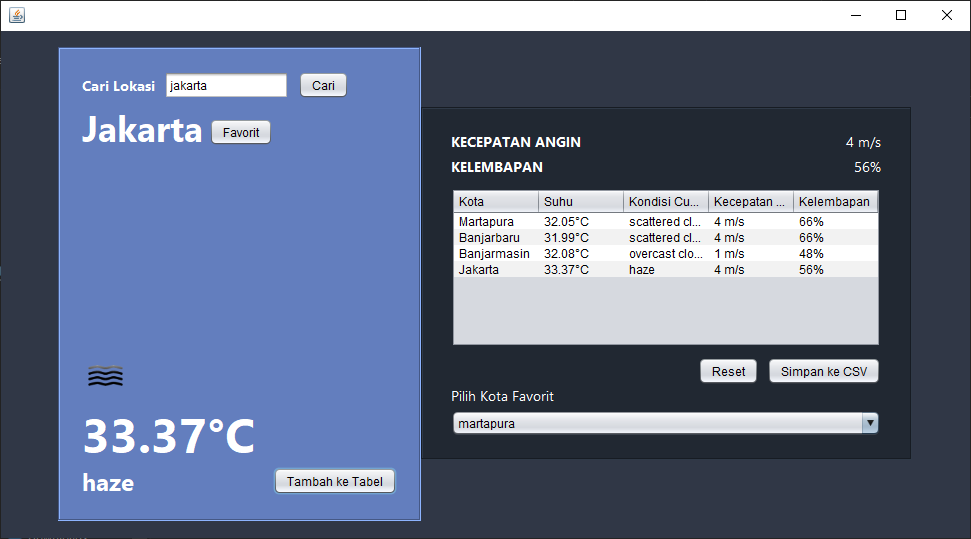 Cari Lokasi jakarta Cari
Jakarta Favorit
33.37°C
haze Tambah ke Tabel
KECEPATAN ANGIN 4 m/s
KELEMBAPAN 56%
Kota Suhu Kondisi Cu... Kecepatan ... Kelembapan
Martapura 32.05°C scattered cl... 4 m/s 66%
Banjarbaru 31.99°C scattered cl... 4 m/s 66%
Banjarmasin 32.08°C overcast clo... 1 m/s 48%
Jakarta 33.37°C haze 4 m/s 56%
Reset Simpan ke CSV
Pilih Kota Favorit
martapura